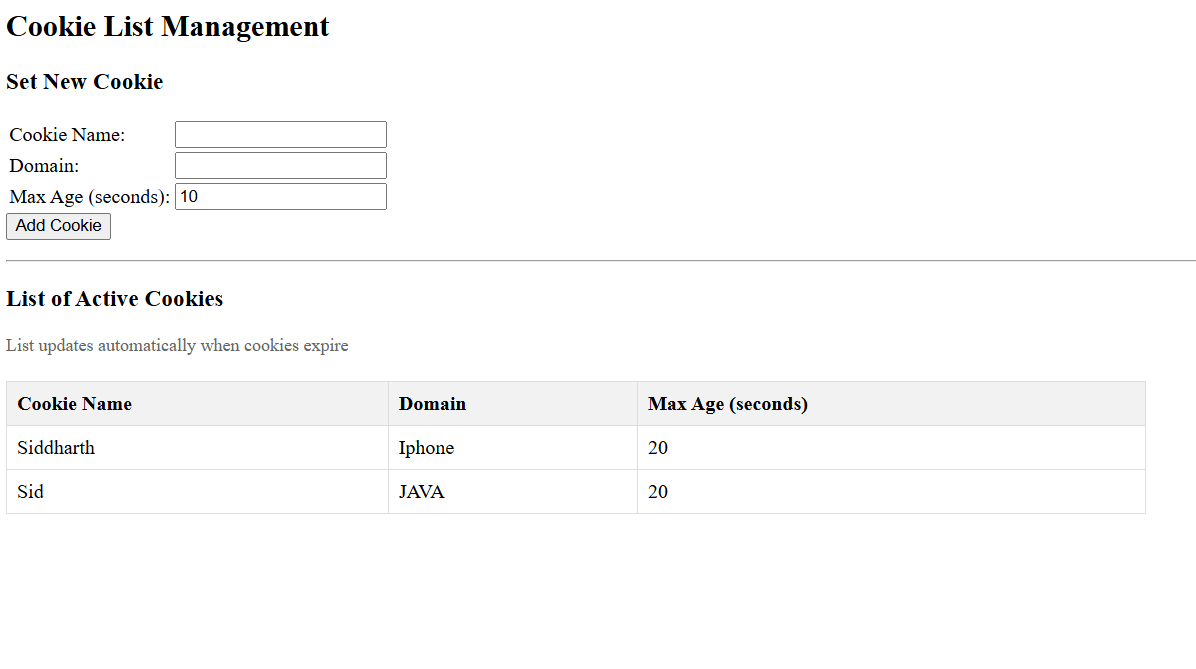 Cookie List Management
Set New Cookie
Cookie Name:
Domain:
Max Age (seconds): 10
Add Cookie
List of Active Cookies
List updates automatically when cookies expire
Cookie Name Domain Max Age (seconds)
Siddharth Iphone 20
Sid JAVA 20